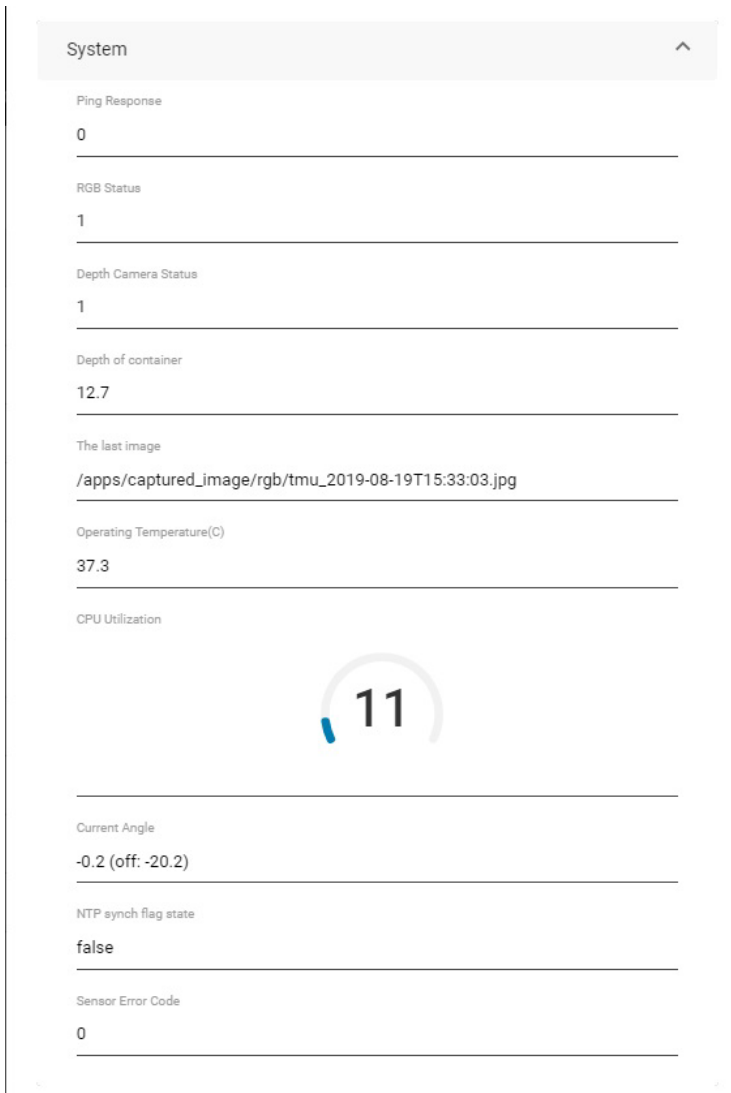 System
Ping Response
0
RGB Status
1
Depth Camera Status
1
Depth of container
12.7
The last image
/apps/captured_image/rgb/tmu_2019-08-19T15:33:03.jpg
Operating Temperature(C)
37.3
CPU Utilization
11
Current Angle
-0.2 (off: -20.2)
NTP synch flag state
false
Sensor Error Code
0